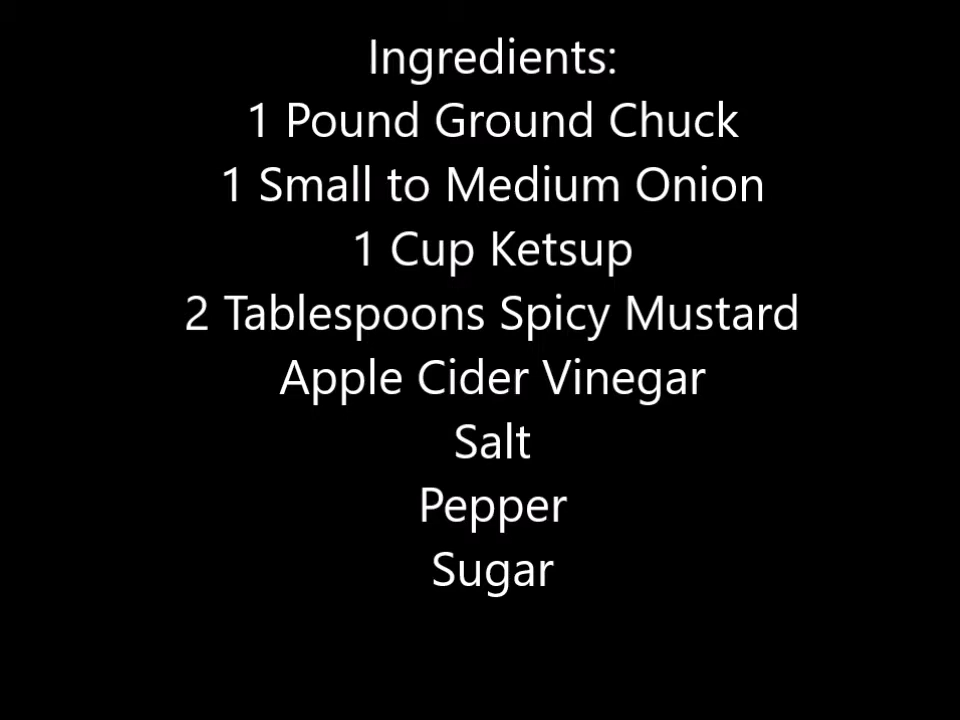 Ingredients:
1 Pound Ground Chuck
1 Small to Medium Onion
1 Cup Ketsup
2 Tablespoons Spicy Mustard
Apple Cider Vinegar
Salt
Pepper
Sugar